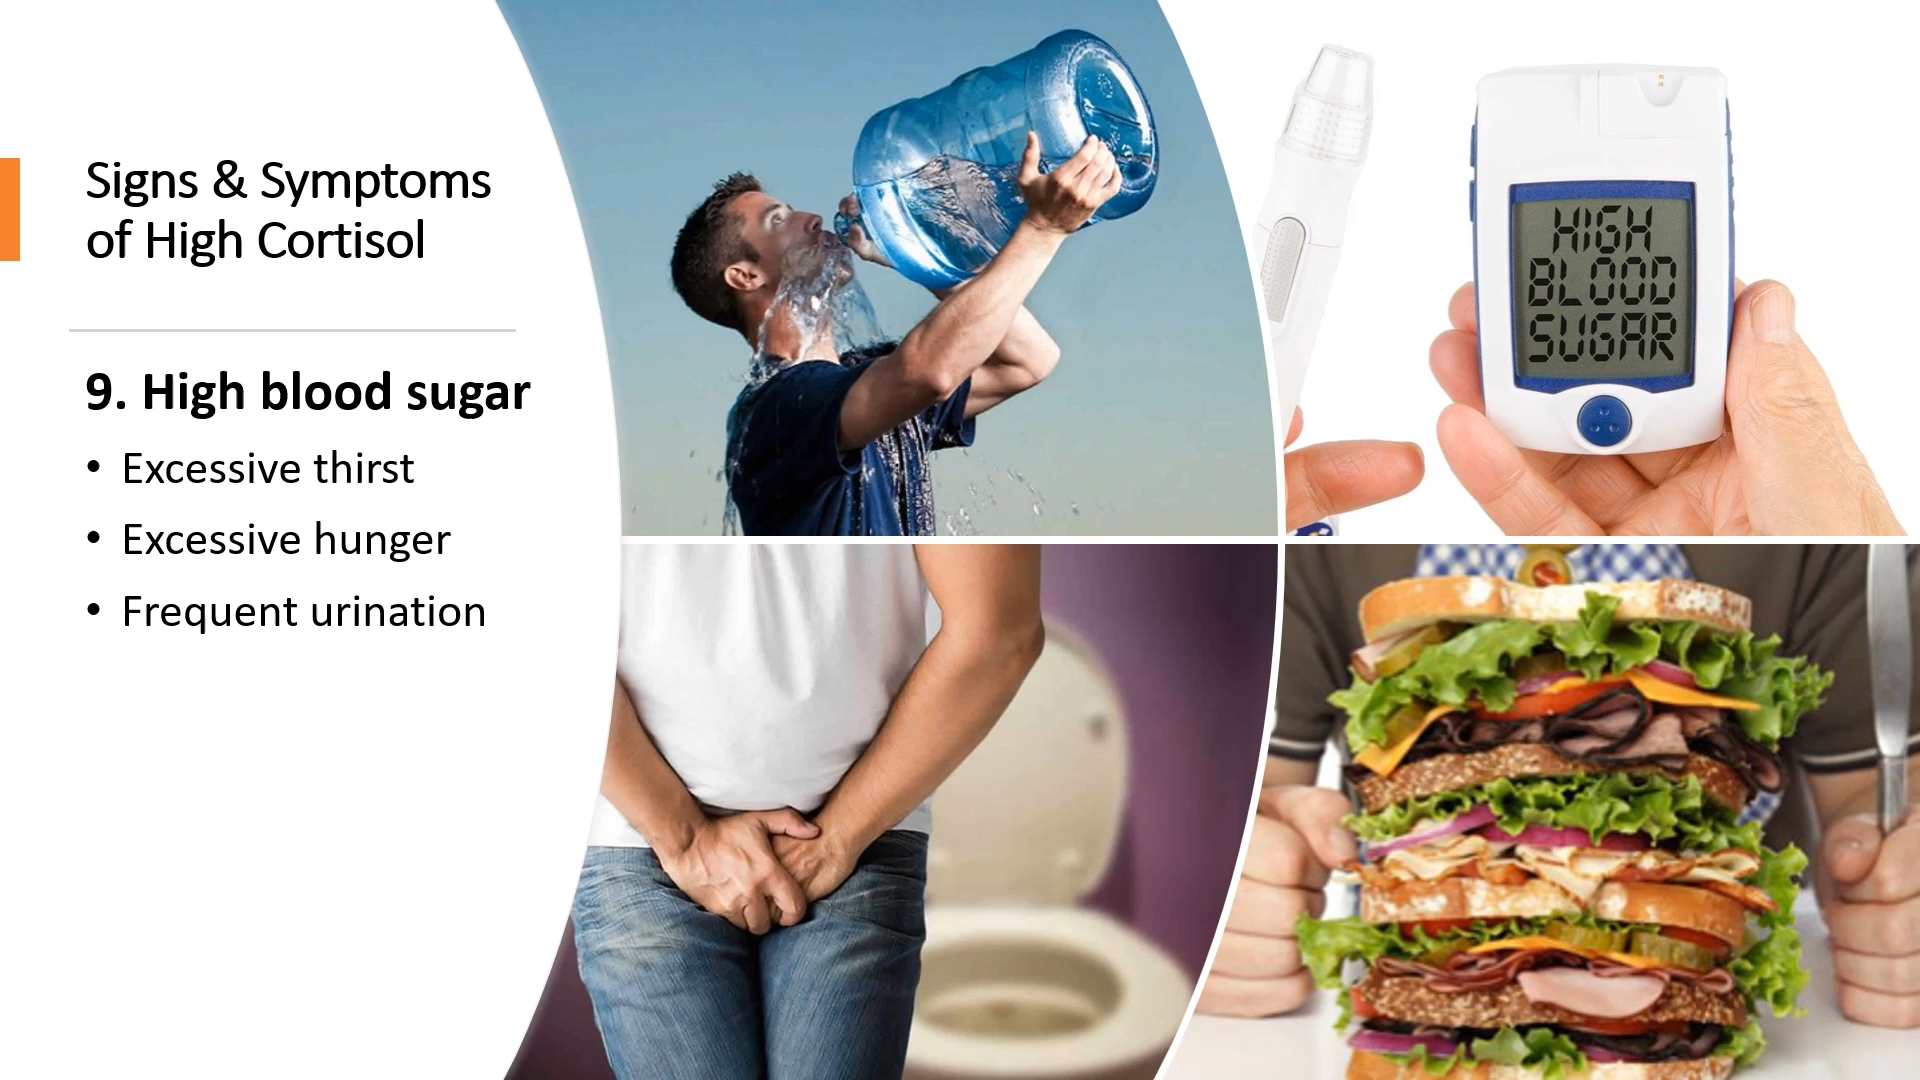 Signs & Symptoms
of High Cortisol
9. High blood sugar
• Excessive thirst
• Excessive hunger
• Frequent urination
HIGH
BLOOD
SUGAR